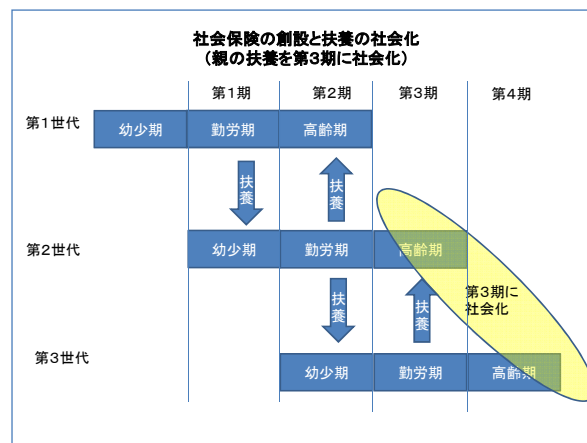 社会保険の創設と扶養の社会化
（親の扶養を第3期に社会化）
第1期 第2期 第3期 第4期
第1世代 幼少期 勤労期 高齢期
扶養 扶養
第2世代 幼少期 勤労期 高齢期
扶養 扶養
第3期に
社会化
第3世代 幼少期 勤労期 高齢期